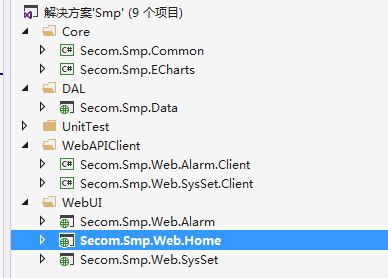 解决方案'Smp' (9 个项目)
Core
C# Secom.Smp.Common
C# Secom.Smp.ECharts
DAL
Secom.Smp.Data
UnitTest
WebAPIClient
C# Secom.Smp.Web.Alarm.Client
C# Secom.Smp.Web.SysSet.Client
WebUI
Secom.Smp.Web.Alarm
Secom.Smp.Web.Home
Secom.Smp.Web.SysSet